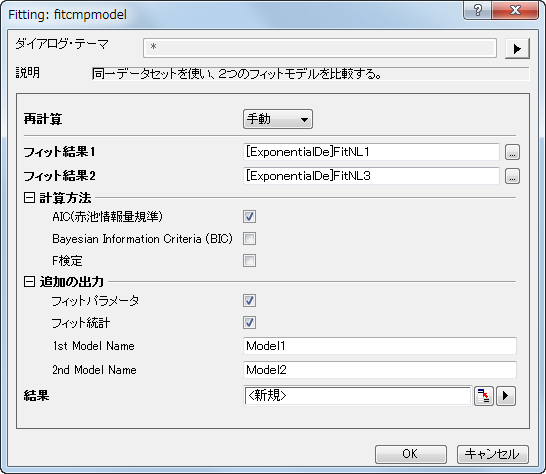 Fitting: fitcmpmodel
ダイアログ・テーマ *
説明 同一データセットを使い、2つのフィットモデルを比較する。
再計算 手動
フィット結果1 [ExponentialDe]FitNL1 ...
フィット結果2 [ExponentialDe]FitNL3 ...
計算方法
AIC(赤池情報量規準)
Bayesian Information Criteria (BIC)
F検定
追加の出力
フィットパラメータ
フィット統計
1st Model Name Model1
2nd Model Name Model2
結果 <新規>
OK キャンセル